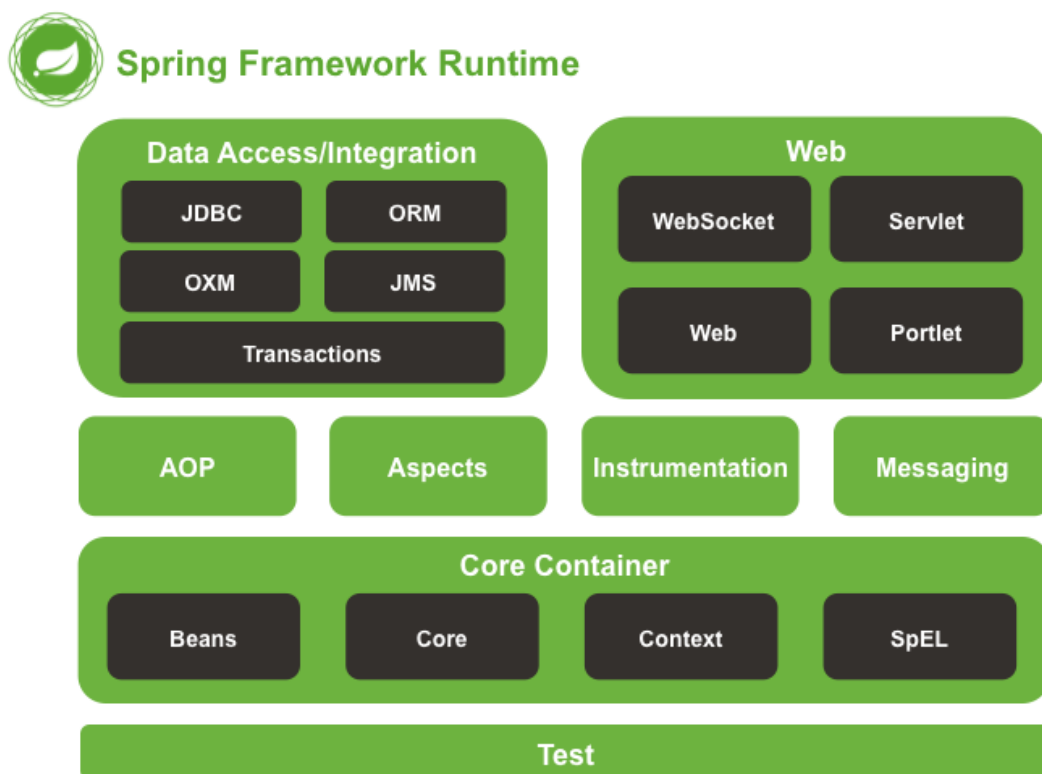 Spring Framework Runtime
Data Access/Integration
JDBC
ORM
OXM
JMS
Transactions
Web
WebSocket
Servlet
Web
Portlet
AOP
Aspects
Instrumentation
Messaging
Core Container
Beans
Core
Context
SpEL
Test